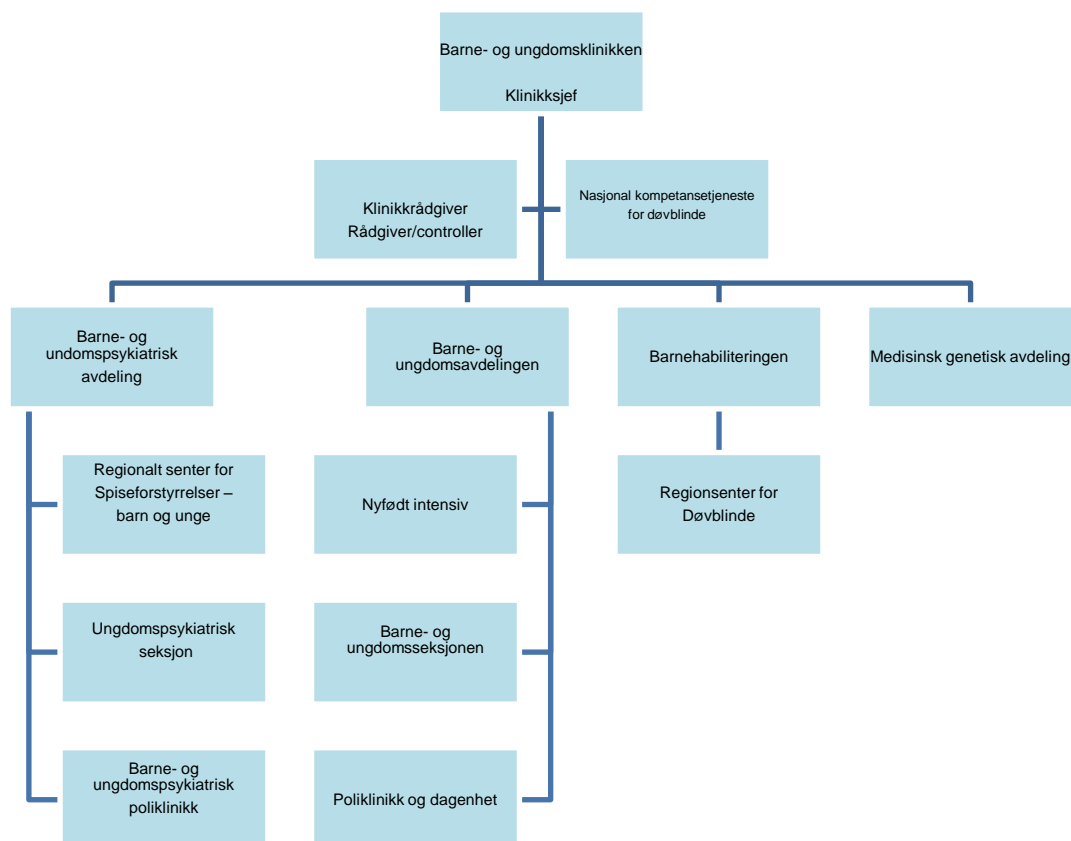 Barne- og ungdomsklinikken
Klinikksjef
Klinikkrådgiver
Rådgiver/controller
Nasjonal kompetansetjeneste
for døvblinde
Barne- og
undomspsykiatrisk
avdeling
Barne- og
ungdomsavdelingen
Barnehabiliteringen
Medisinsk genetisk avdeling
Regionalt senter for
Spiseforstyrrelser –
barn og unge
Nyfødt intensiv
Regionsenter for
Døvblinde
Ungdomspsykiatrisk
seksjon
Barne- og
ungdomsseksjonen
Barne- og
ungdomspsykiatrisk
poliklinikk
Poliklinikk og dagenhet